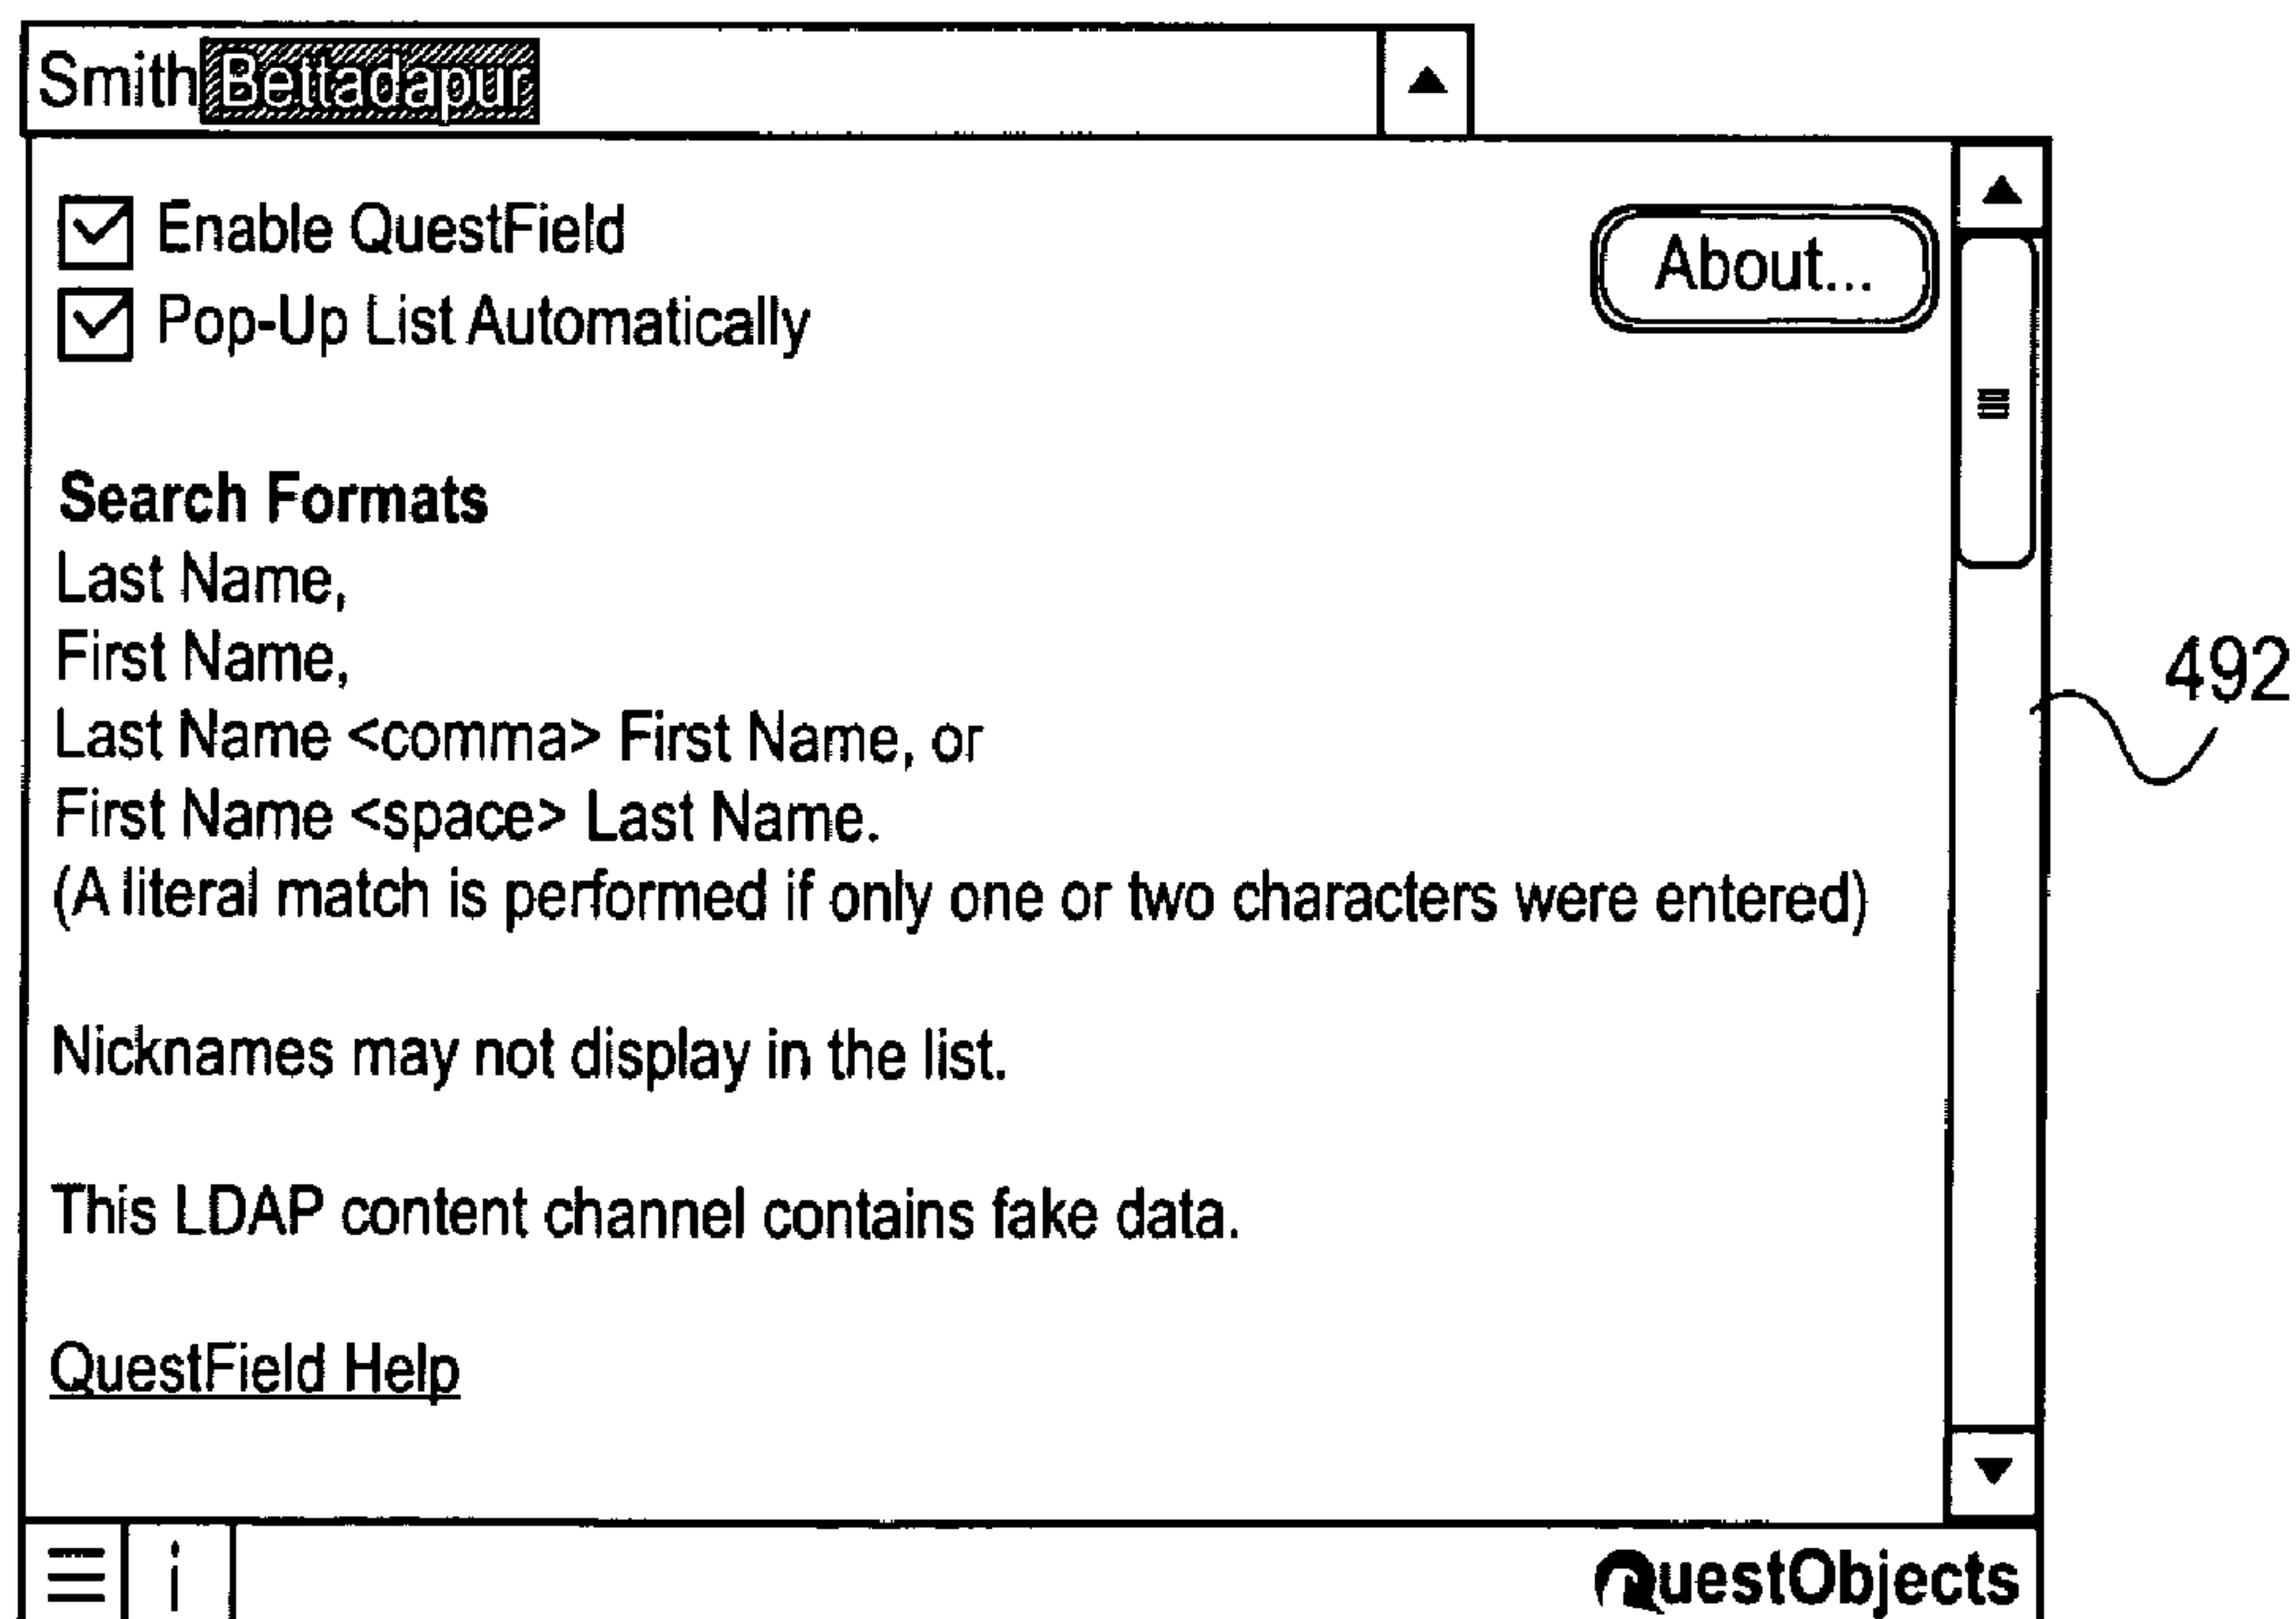 Smith Bettadapur
Enable QuestField
About...
Pop-Up List Automatically
Search Formats
Last Name,
First Name,
Last Name <comma> First Name, or
First Name <space> Last Name.
(A literal match is performed if only one or two characters were entered)
Nicknames may not display in the list.
This LDAP content channel contains fake data.
QuestField Help
i
QuestObjects
492